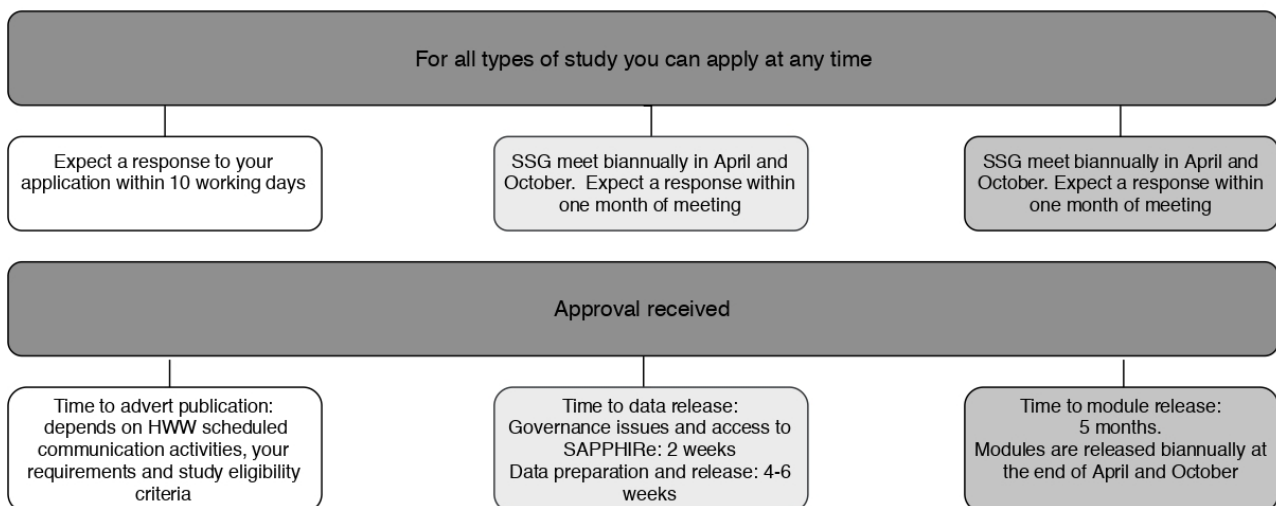 For all types of study you can apply at any time
Expect a response to your
application within 10 working days
SSG meet biannually in April and
October.  Expect a response within
one month of meeting
SSG meet biannually in April and
October. Expect a response within
one month of meeting
Approval received
Time to advert publication:
depends on HWW scheduled
communication activities, your
requirements and study eligibility
criteria
Time to data release:
Governance issues and access to
SAPPHIRe: 2 weeks
Data preparation and release: 4-6
weeks
Time to module release:
5 months.
Modules are released biannually at
the end of April and October